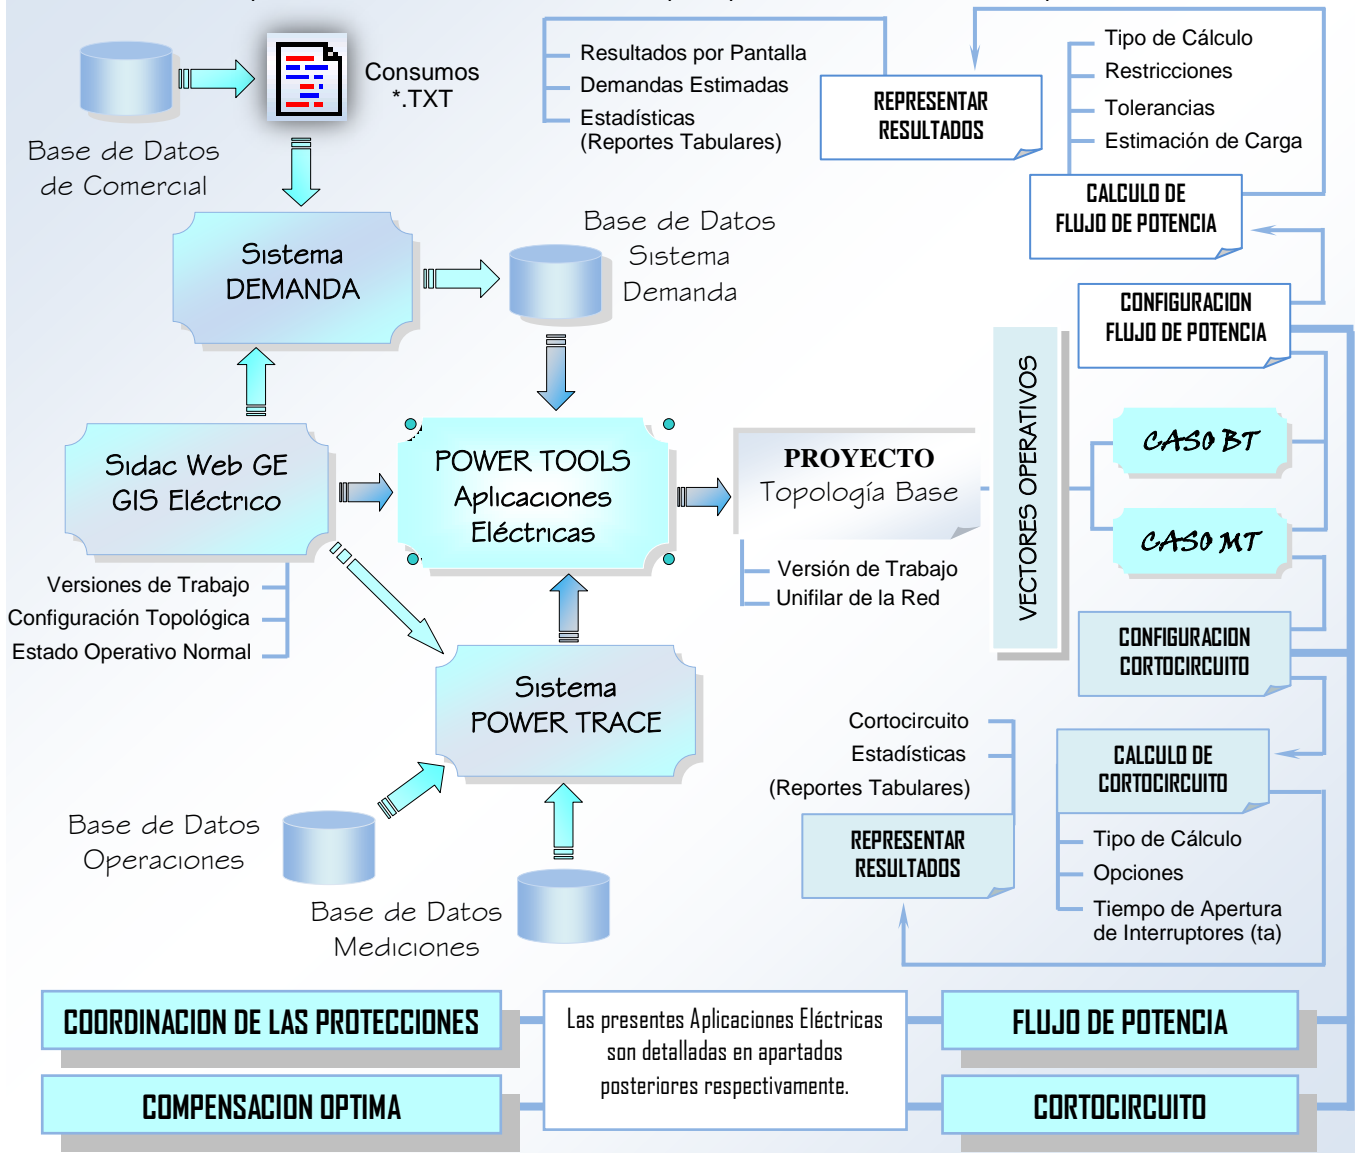 Consumos
*.TXT
Base de Datos
de Comercial
Resultados por Pantalla
Demandas Estimadas
Estadísticas
(Reportes Tabulares)
REPRESENTAR
RESULTADOS
Tipo de Cálculo
Restricciones
Tolerancias
Estimación de Carga
CALCULO DE
FLUJO DE POTENCIA
Sistema
DEMANDA
Base de Datos
Sistema
Demanda
CONFIGURACION
FLUJO DE POTENCIA
Sidac Web GE
GIS Eléctrico
POWER TOOLS
Aplicaciones
Eléctricas
PROYECTO
Topología Base
VECTORES OPERATIVOS
CASO BT
CASO MT
Versiones de Trabajo
Configuración Topológica
Estado Operativo Normal
Versión de Trabajo
Unifilar de la Red
CONFIGURACION
CORTOCIRCUITO
Sistema
POWER TRACE
Cortocircuito
Estadísticas
(Reportes Tabulares)
CALCULO DE
CORTOCIRCUITO
REPRESENTAR
RESULTADOS
Tipo de Cálculo
Opciones
Tiempo de Apertura
de Interruptores (ta)
Base de Datos
Operaciones
Base de Datos
Mediciones
COORDINACION DE LAS PROTECCIONES
COMPENSACION OPTIMA
Las presentes Aplicaciones Eléctricas
son detalladas en apartados
posteriores respectivamente.
FLUJO DE POTENCIA
CORTOCIRCUITO